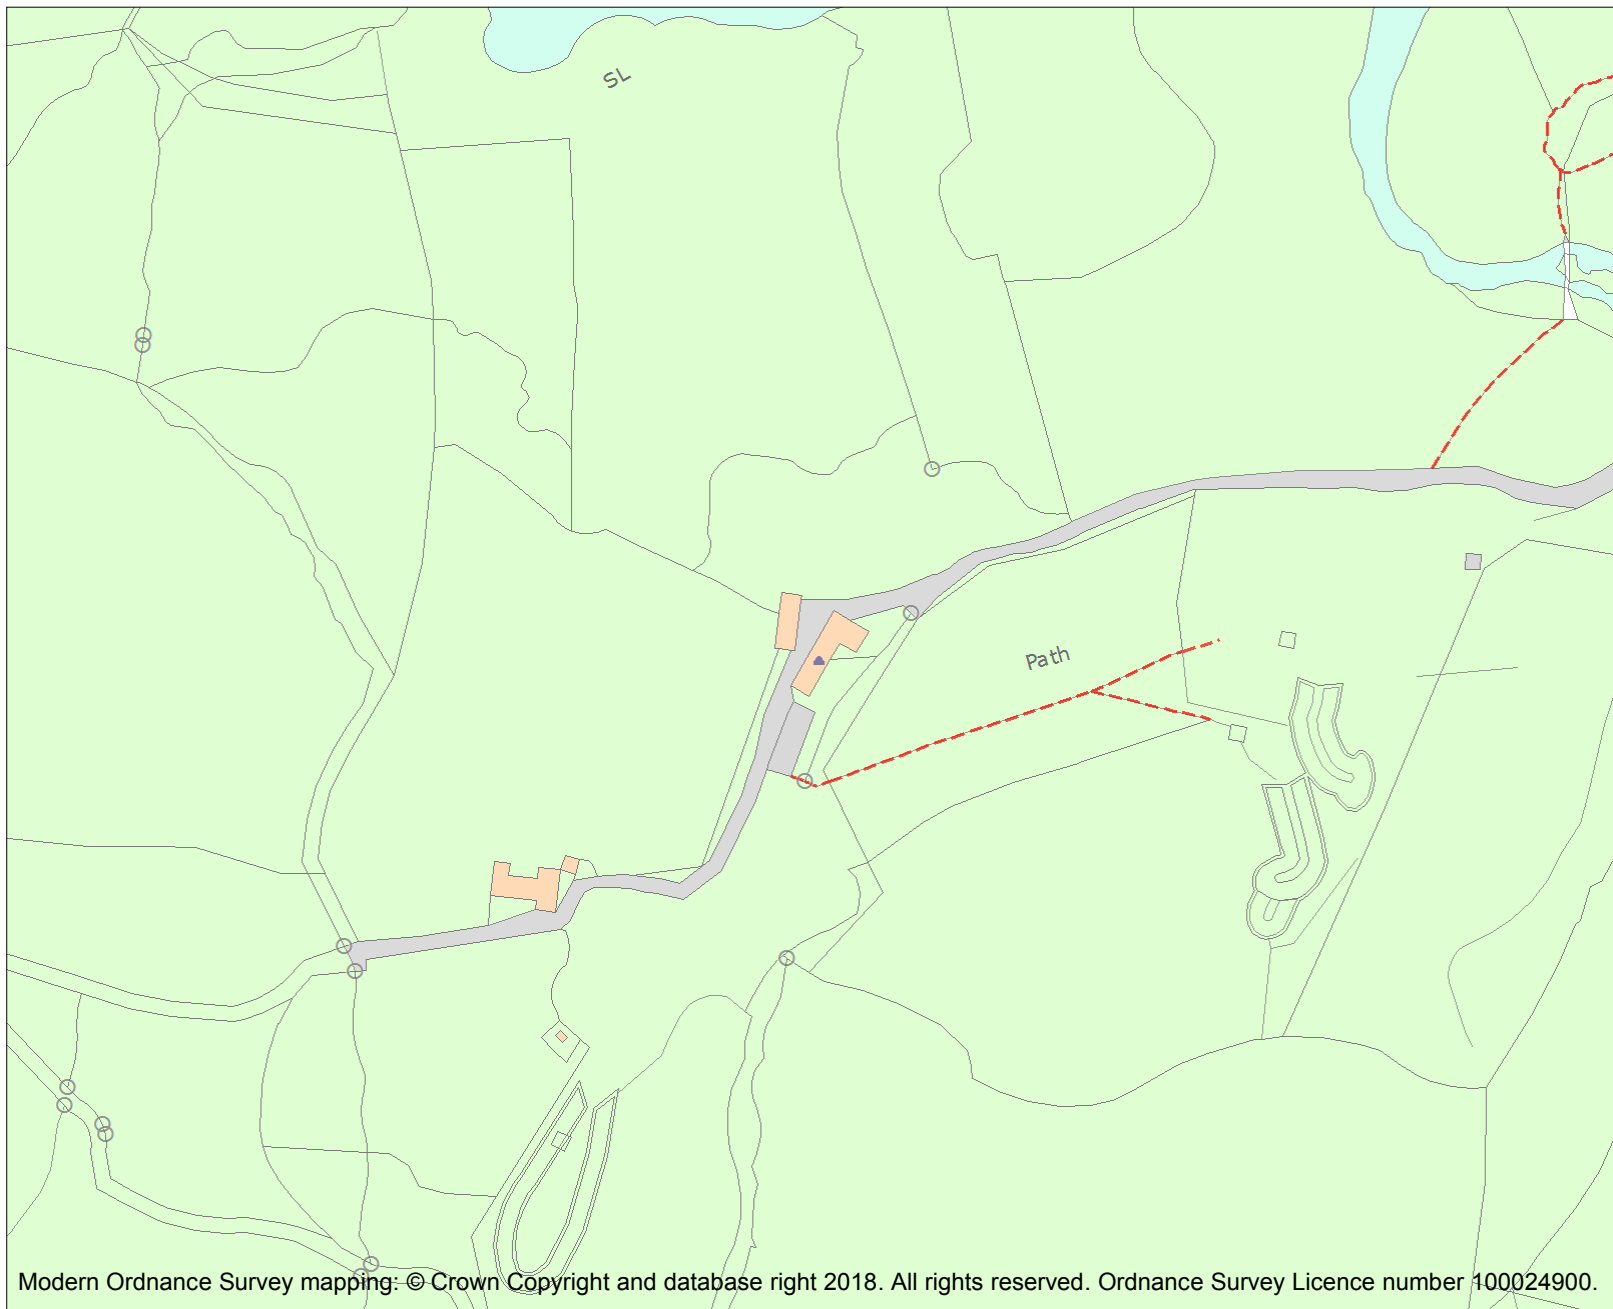 SL
Path
Modern Ordnance Survey mapping: © Crown Copyright and database right 2018. All rights reserved. Ordnance Survey Licence number 100024900.